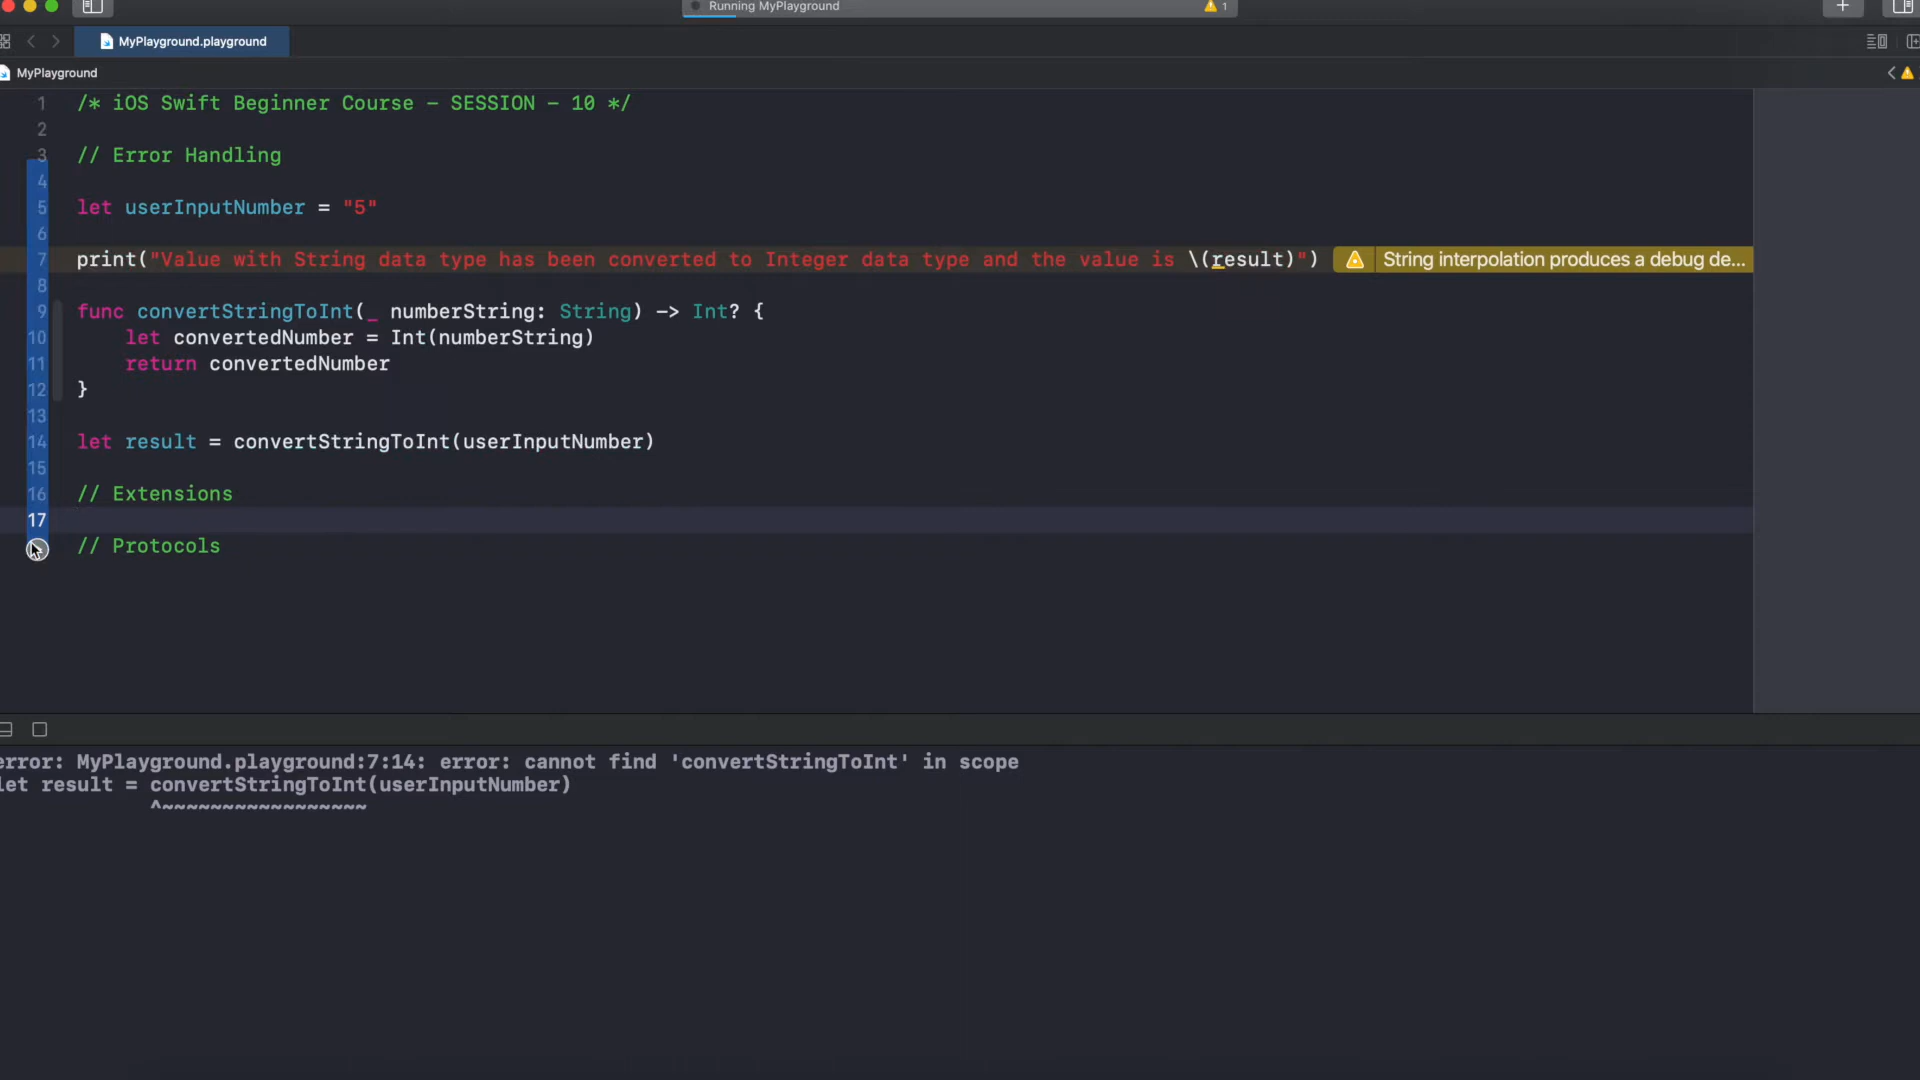 Running MyPlayground
1
MyPlayground.playground
MyPlayground
1 /* iOS Swift Beginner Course - SESSION - 10 */
2
3 // Error Handling
4
5 let userInputNumber = "5"
6
7 print("Value with String data type has been converted to Integer data type and the value is \(result)") String interpolation produces a debug de...
8
9 func convertStringToInt(_ numberString: String) -> Int? {
10 let convertedNumber = Int(numberString)
11 return convertedNumber
12 }
13
14 let result = convertStringToInt(userInputNumber)
15
16 // Extensions
17
// Protocols
error: MyPlayground.playground:7:14: error: cannot find 'convertStringToInt' in scope
let result = convertStringToInt(userInputNumber)
^~~~~~~~~~~~~~~~~~